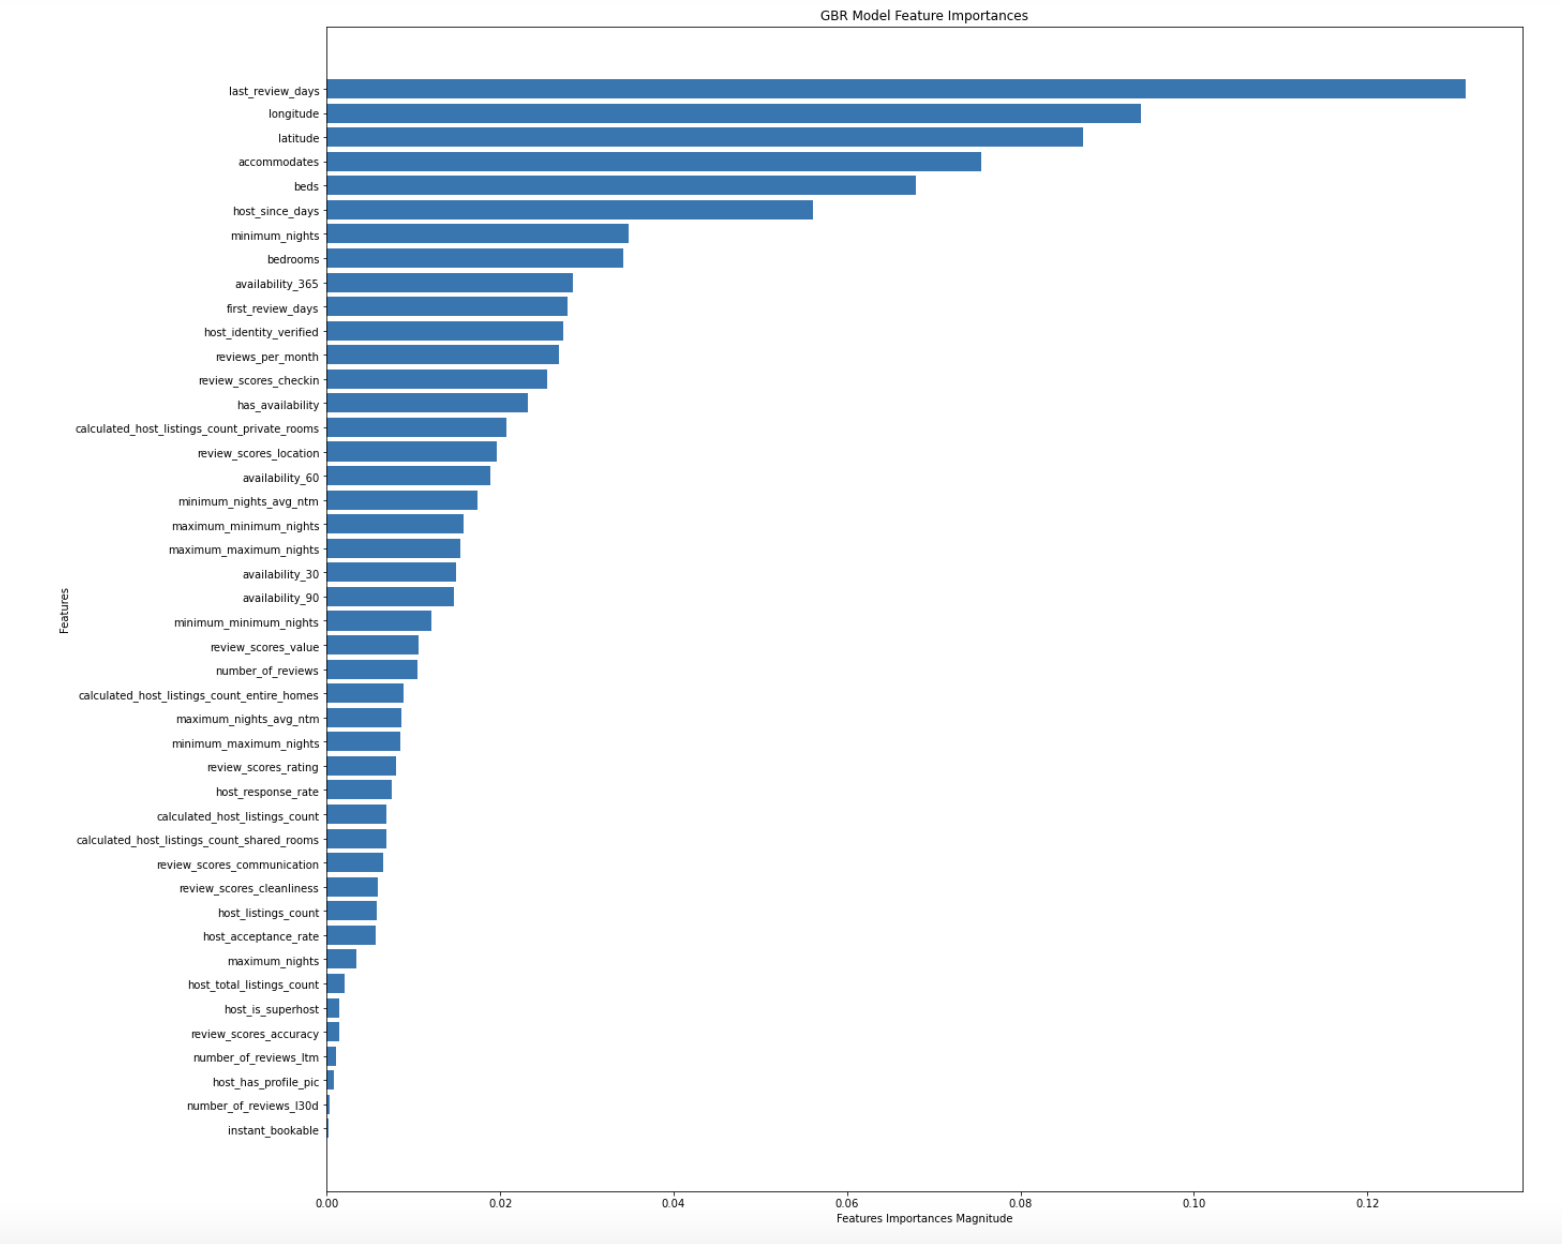 GBR Model Feature Importances
last_review_days
longitude
latitude
accommodates
beds
host_since_days
minimum_nights
bedrooms
availability_365
first_review_days
host_identity_verified
reviews_per_month
review_scores_checkin
has_availability
calculated_host_listings_count_private_rooms
review_scores_location
availability_60
minimum_nights_avg_ntm
maximum_minimum_nights
maximum_maximum_nights
availability_30
availability_90
minimum_minimum_nights
review_scores_value
number_of_reviews
calculated_host_listings_count_entire_homes
maximum_nights_avg_ntm
minimum_maximum_nights
review_scores_rating
host_response_rate
calculated_host_listings_count
calculated_host_listings_count_shared_rooms
review_scores_communication
review_scores_cleanliness
host_listings_count
host_acceptance_rate
maximum_nights
host_total_listings_count
host_is_superhost
review_scores_accuracy
number_of_reviews_ltm
host_has_profile_pic
number_of_reviews_l30d
instant_bookable
Features
0.00 0.02 0.04 0.06 0.08 0.10 0.12
Features Importances Magnitude